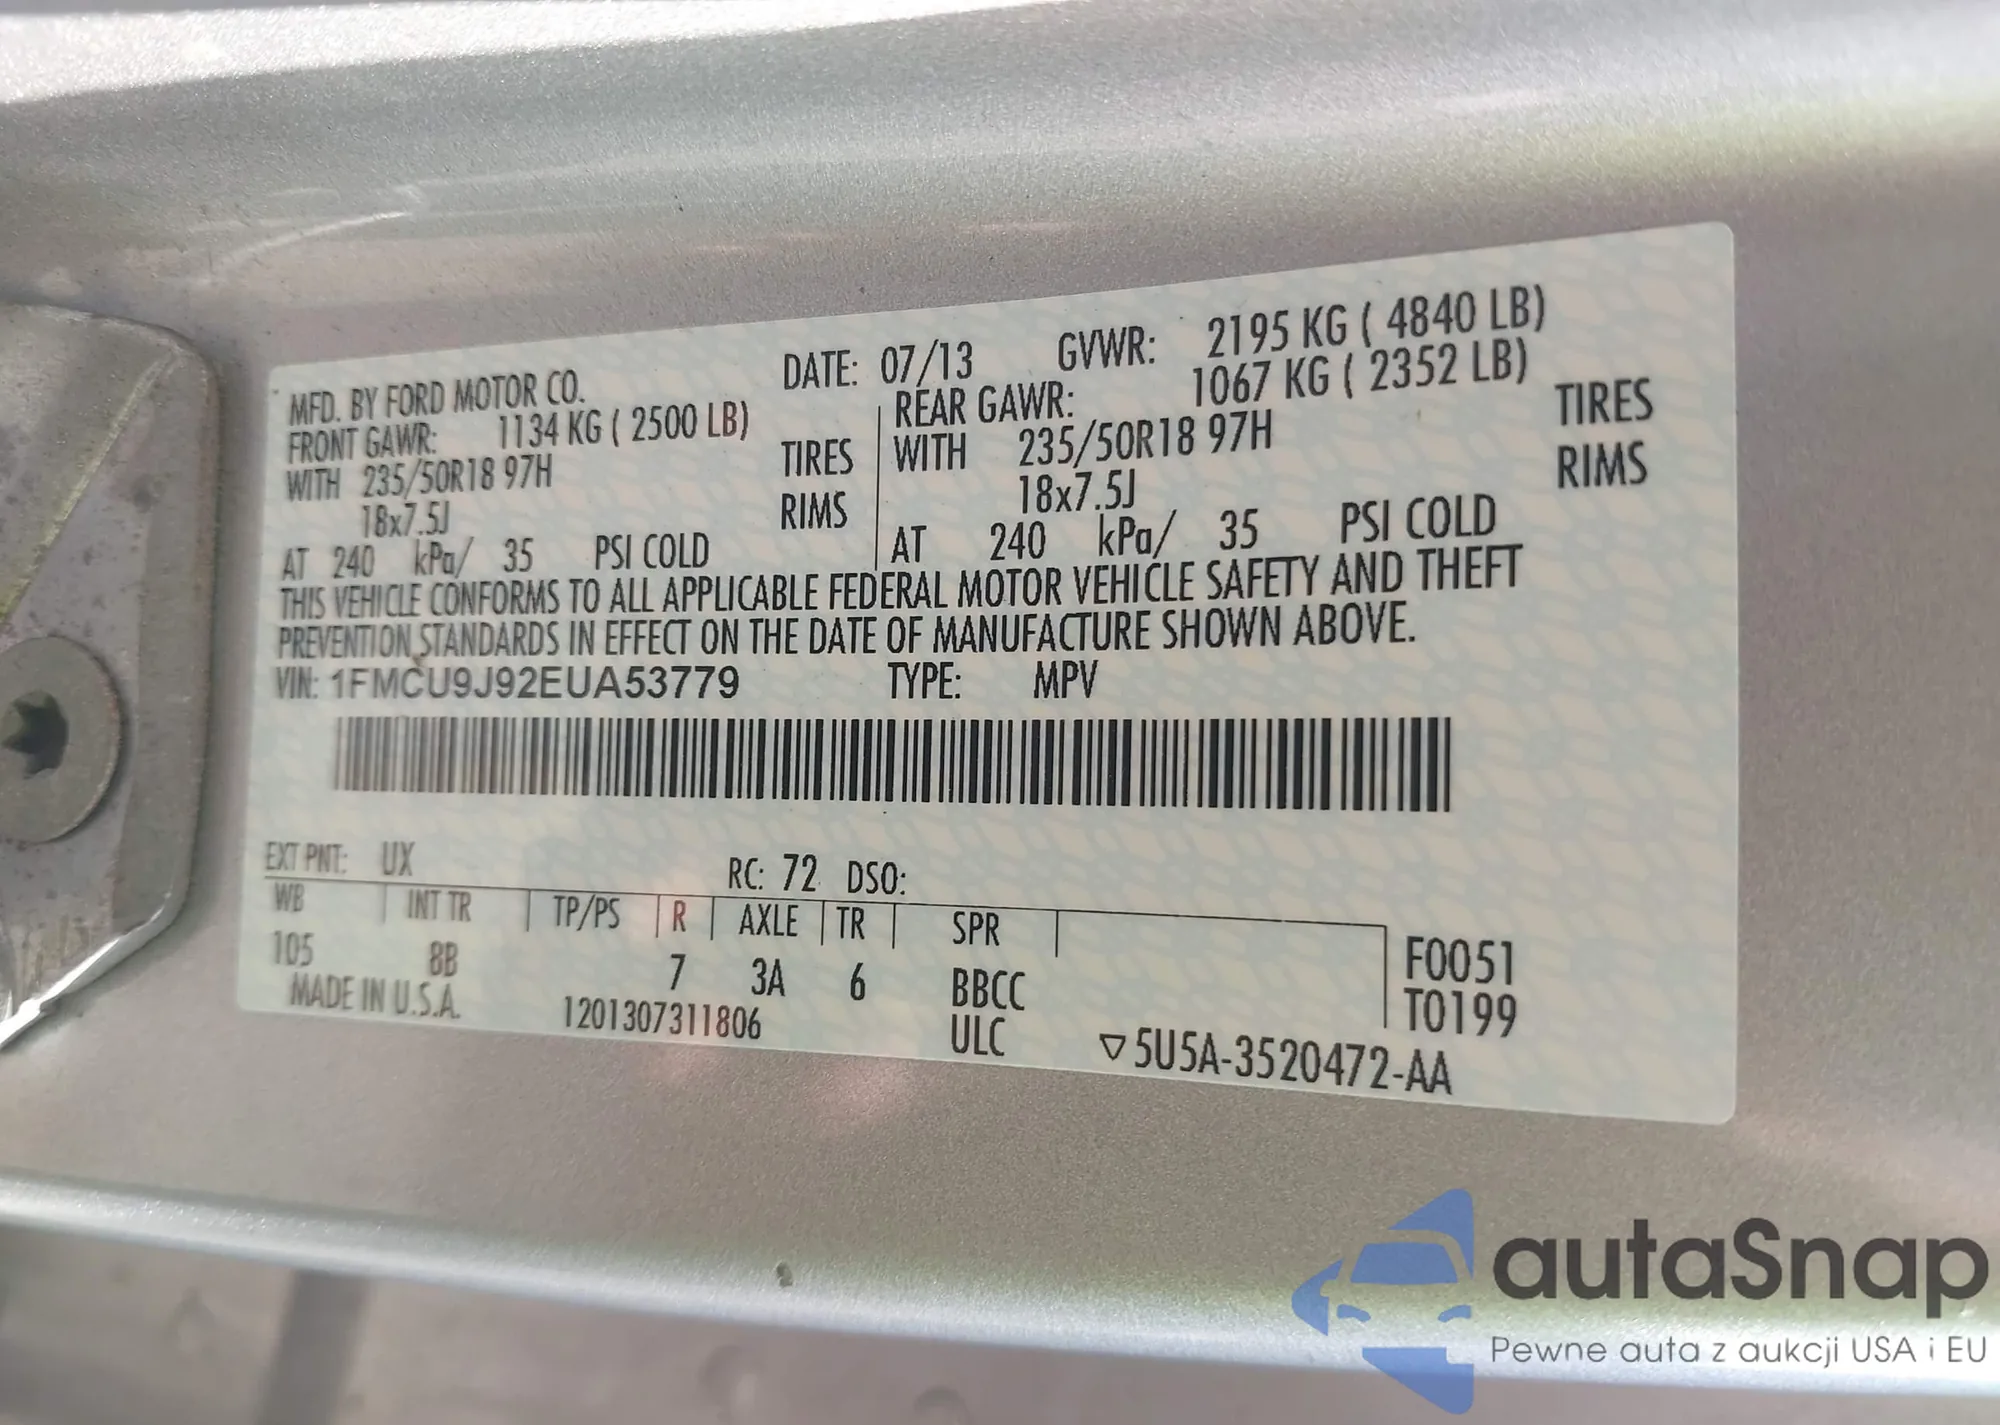 MFD. BY FORD MOTOR CO. DATE: 07/13 GVWR: 2195 KG ( 4840 LB)
FRONT GAWR: 1134 KG ( 2500 LB) REAR GAWR: 1067 KG ( 2352 LB)
WITH 235/50R18 97H TIRES WITH 235/50R18 97H TIRES
18x7.5J RIMS 18x7.5J RIMS
AT 240 kPa/ 35 PSI COLD AT 240 kPa/ 35 PSI COLD
THIS VEHICLE CONFORMS TO ALL APPLICABLE FEDERAL MOTOR VEHICLE SAFETY AND THEFT
PREVENTION STANDARDS IN EFFECT ON THE DATE OF MANUFACTURE SHOWN ABOVE.
VIN: 1FMCU9J92EUA53779 TYPE: MPV
EXT PNT: UX RC: 72 DSO:
WB INT TR TP/PS R AXLE TR SPR
105 8B 7 3A 6 BBCC F0051
MADE IN U.S.A. 1201307311806 ULC T0199
▽5U5A-3520472-AA
autaSnap
Pewne auta z aukcji USA i EU